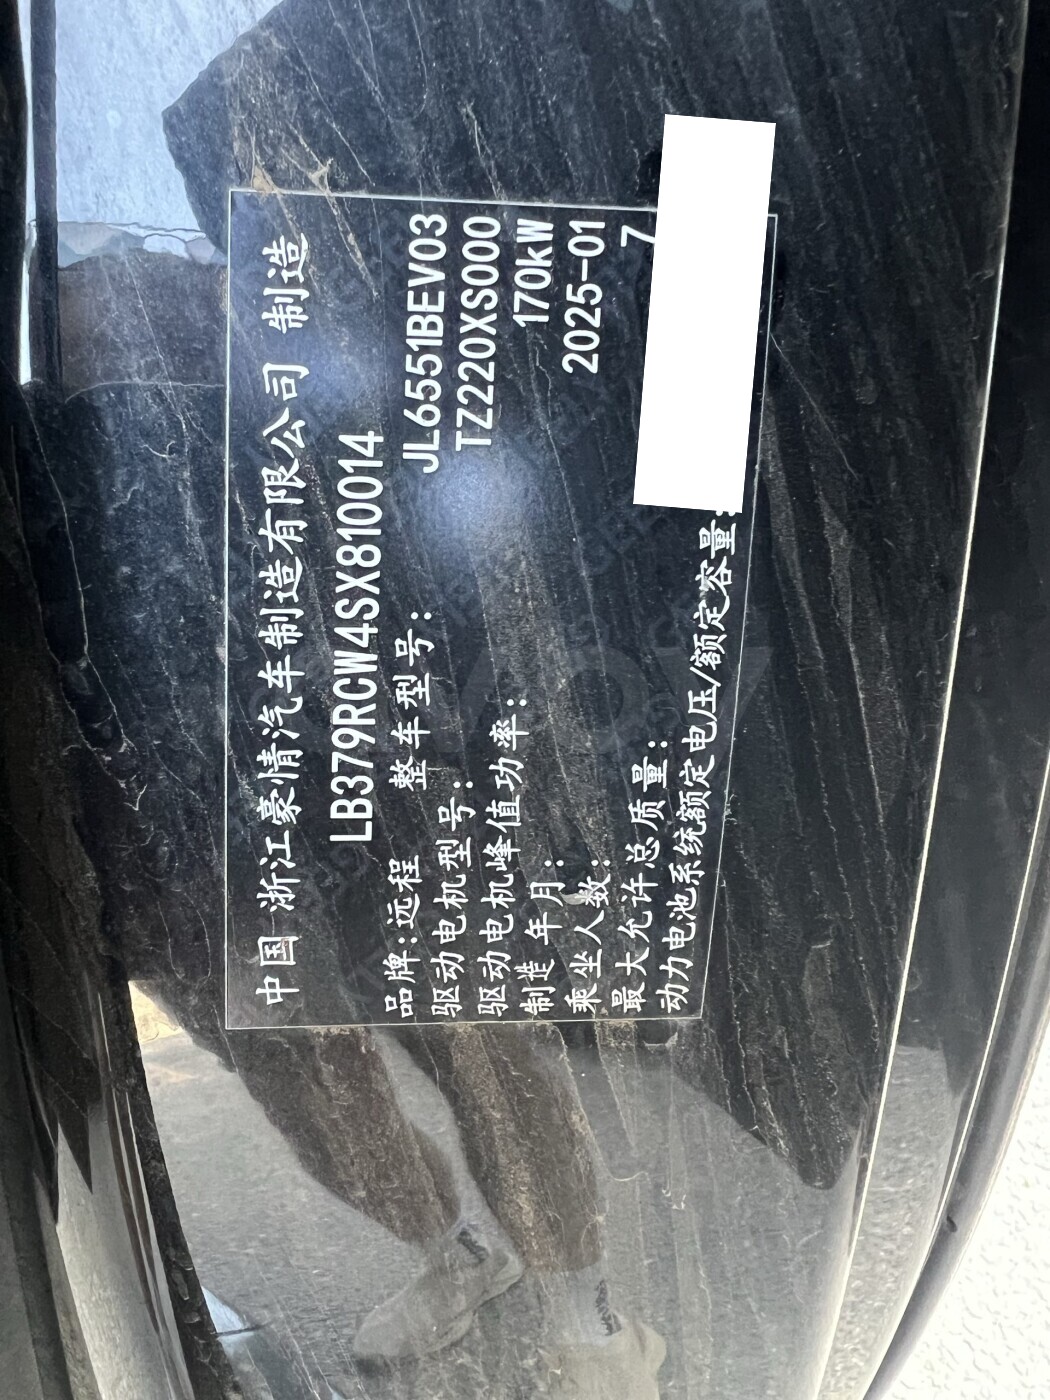 中国 浙江豪情汽车制造有限公司 制造
LB379RCW4SX810014
品牌:远程 整车型号: JL6551BEV03
驱动电机型号: TZ220XS000
驱动电机峰值功率: 170kW
制造 年月: 2025-01
乘坐人数: 7
最大允许总质量:
动力电池系统额定电压/额定容量: